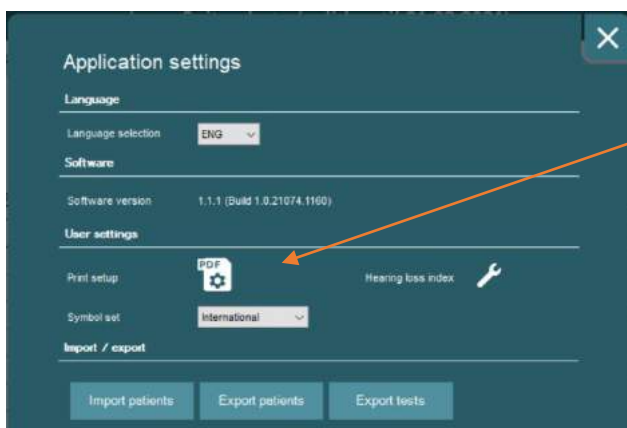 Application settings
Language
Language selection ENG
Software
Software version 1.1.1 (Build 1.0.21074.1160)
User settings
PDF
Print setup Hearing loss index
Symbol set International
Import / export
Import patients Export patients Export tests